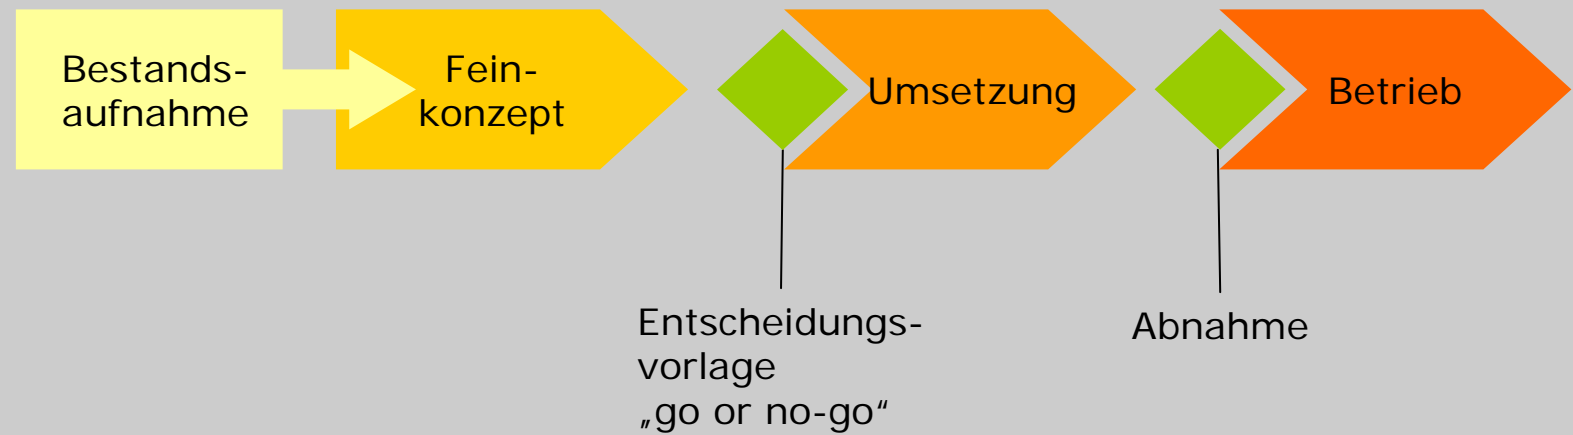 Bestands-
aufnahme
Fein-
konzept
Umsetzung
Betrieb
Entscheidungs-
vorlage
„go or no-go“
Abnahme